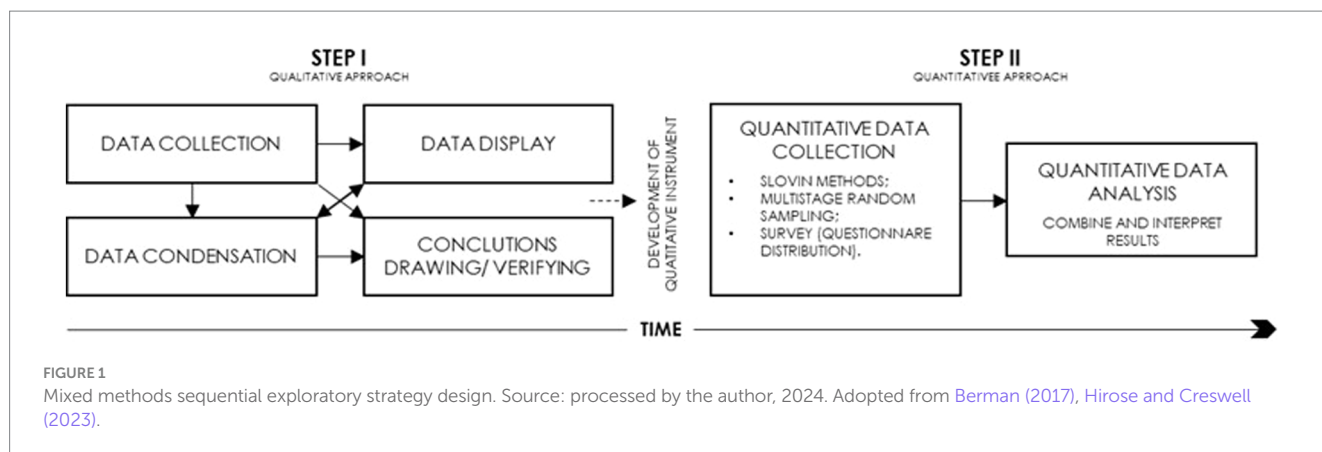 STEP I
QUALITATIVE APRROACH
DATA COLLECTION
DATA DISPLAY
DATA CONDENSATION
CONCLUTIONS
DRAWING/ VERIFYING
DEVELOPMENT OF
QUATITATIVE INSTRUMENT
STEP II
QUANTITATIVEE APRROACH
QUANTITATIVE DATA
COLLECTION
• SLOVIN METHODS;
• MULTISTAGE RANDOM
SAMPLING;
• SURVEY (QUESTIONNARE
DISTRIBUTION).
QUANTITATIVE DATA
ANALYSIS
COMBINE AND INTERPRET
RESULTS
TIME
FIGURE 1
Mixed methods sequential exploratory strategy design. Source: processed by the author, 2024. Adopted from Berman (2017), Hirose and Creswell
(2023).